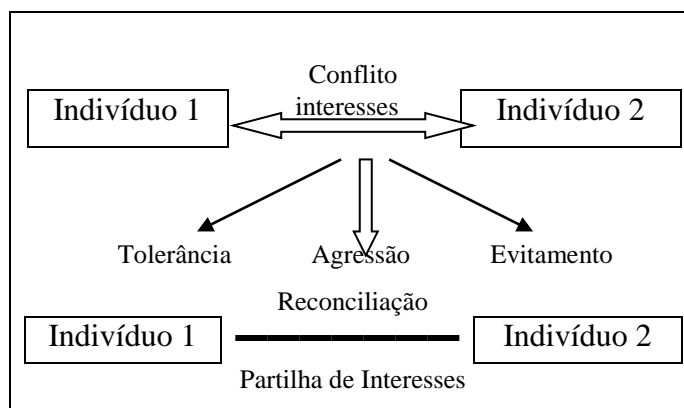 Conflito
interesses
Indivíduo 1
Indivíduo 2
Tolerância
Agressão
Evitamento
Reconciliação
Indivíduo 1
Indivíduo 2
Partilha de Interesses